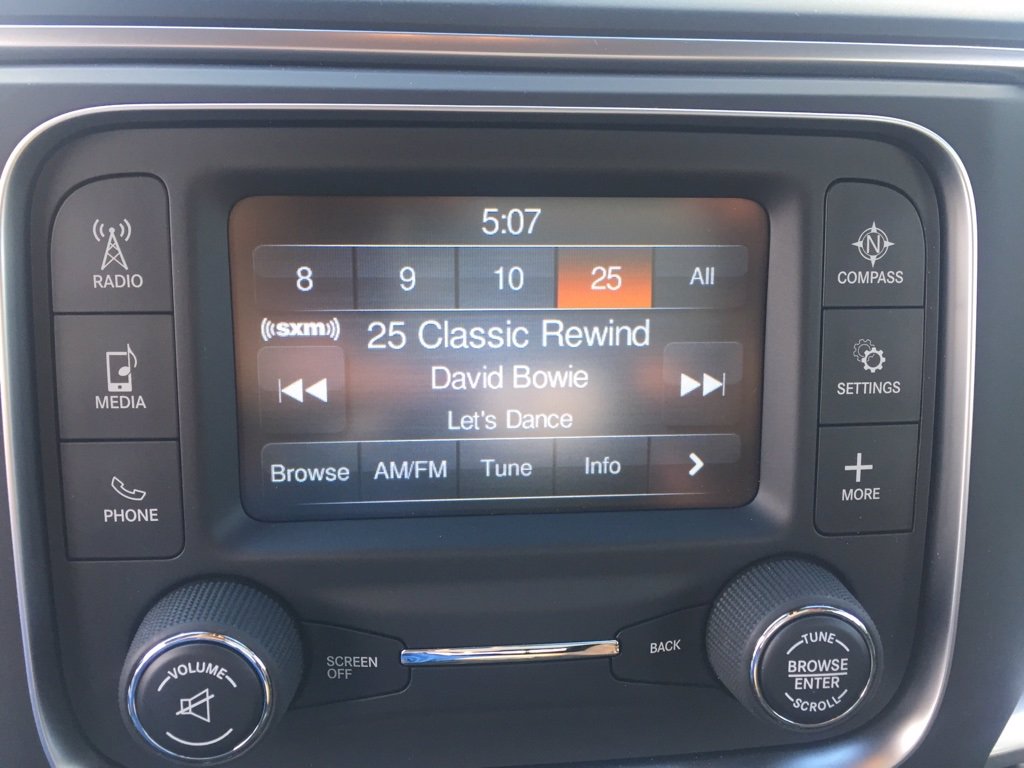 5:07
8 9 10 25 All
((sxm)) 25 Classic Rewind
David Bowie
Let's Dance
Browse AM/FM Tune Info
RADIO
MEDIA
PHONE
N
COMPASS
SETTINGS
MORE
VOLUME
SCREEN
OFF
BACK
TUNE
BROWSE
ENTER
SCROLL